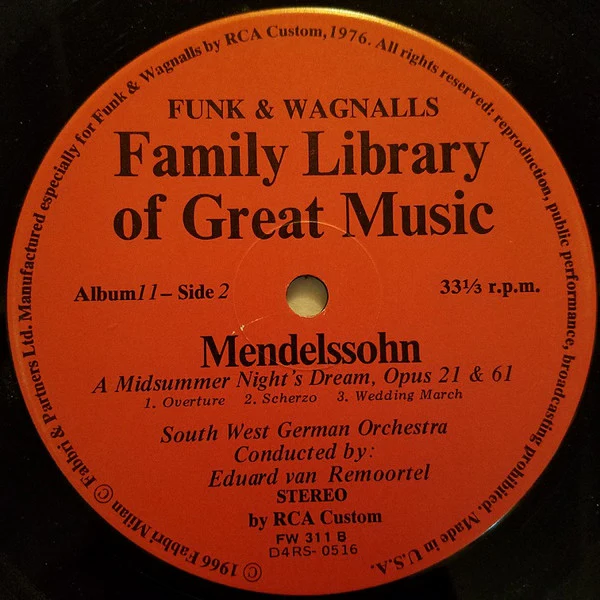 © 1966 Fabbri Milan © Fabbri & Partners Ltd. Manufactured especially for Funk & Wagnalls by RCA Custom, 1976. All rights reserved; reproduction, public performance, broadcasting prohibited. Made in U.S.A.
FUNK & WAGNALLS
Family Library
of Great Music
Album 11 – Side 2 33⅓ r.p.m.
Mendelssohn
A Midsummer Night's Dream, Opus 21 & 61
1. Overture 2. Scherzo 3. Wedding March
South West German Orchestra
Conducted by:
Eduard van Remoortel
STEREO
by RCA Custom
FW 311 B
D4RS-0516